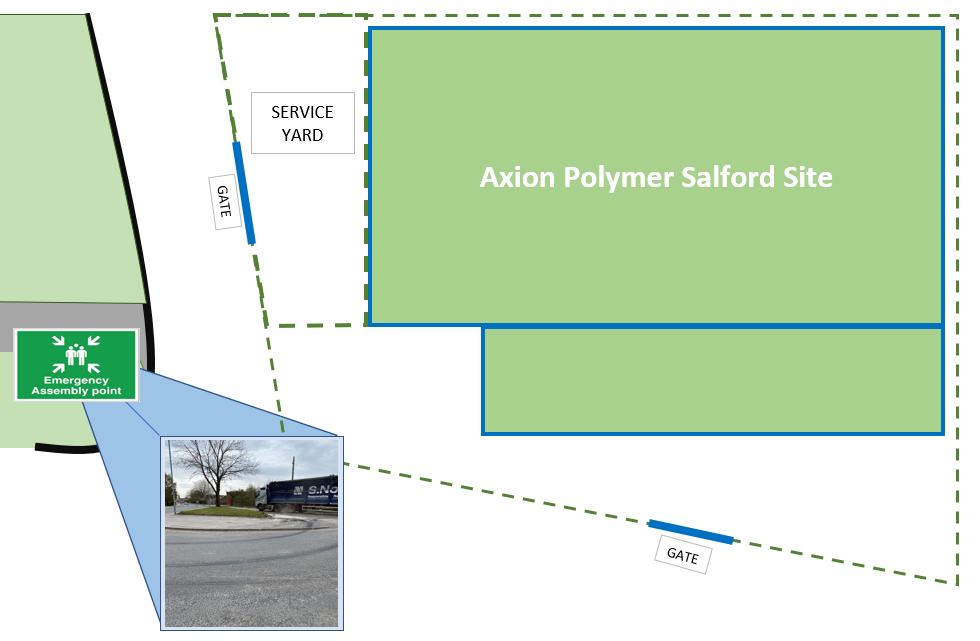 SERVICE
YARD
Axion Polymer Salford Site
GATE
Emergency
Assembly point
GATE